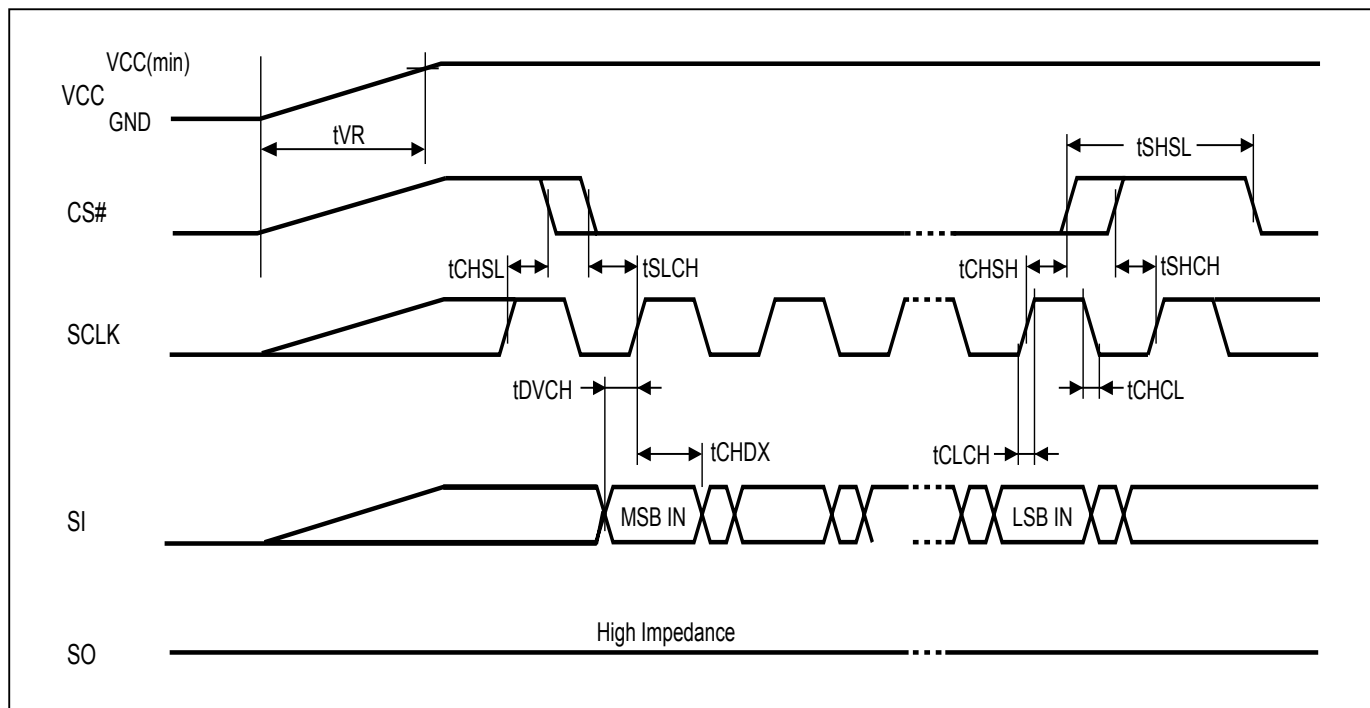 VCC(min)
VCC
GND
tVR
tSHSL
CS#
tCHSL
tSLCH
tCHSH
tSHCH
SCLK
tDVCH
tCHCL
tCHDX
tCLCH
SI
MSB IN
LSB IN
High Impedance
SO